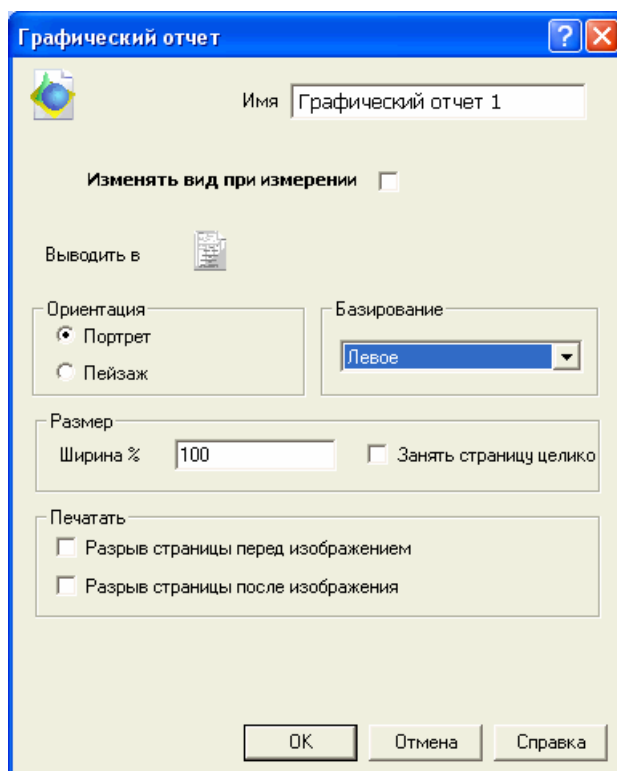 Графический отчет
Имя Графический отчет 1
Изменять вид при измерении
Выводить в
Ориентация
Портрет
Пейзаж
Базирование
Левое
Размер
Ширина % 100 Занять страницу целико
Печатать
Разрыв страницы перед изображением
Разрыв страницы после изображения
OK Отмена Справка